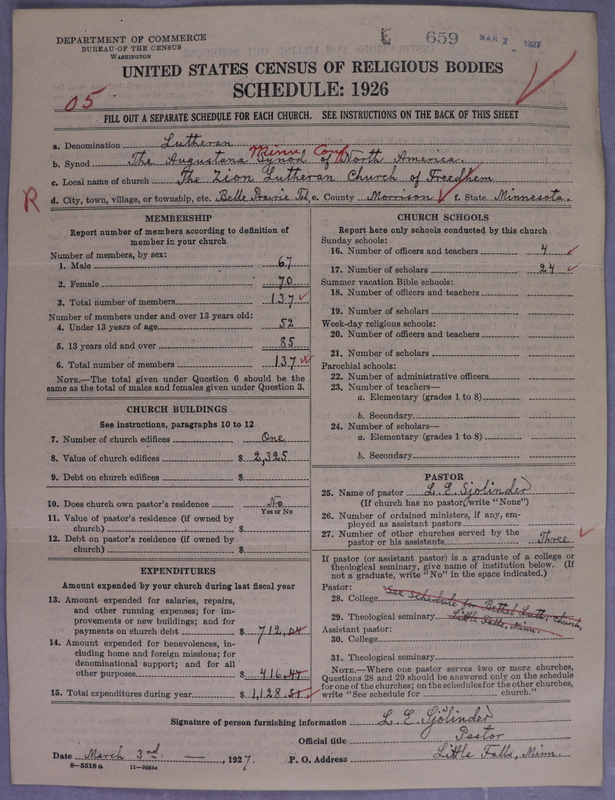 DEPARTMENT OF COMMERCE
BUREAU OF THE CENSUS
WASHINGTON
659
MAR 2 1927
UNITED STATES CENSUS OF RELIGIOUS BODIES
SCHEDULE: 1926
05
FILL OUT A SEPARATE SCHEDULE FOR EACH CHURCH. SEE INSTRUCTIONS ON THE BACK OF THIS SHEET
a. Denomination Lutheran
Minn Conf
b. Synod The Augustana Synod of North America.
c. Local name of church The Zion Lutheran Church of Freedhem
R
d. City, town, village, or township, etc. Belle Prairie Tp e. County Morrison f. State Minnesota.
MEMBERSHIP
Report number of members according to definition of
member in your church
Number of members, by sex:
1. Male 67
2. Female 70
3. Total number of members 137
Number of members under and over 13 years old:
4. Under 13 years of age 52
5. 13 years old and over 85
6. Total number of members 137
NOTE.—The total given under Question 6 should be the
same as the total of males and females given under Question 3.
CHURCH BUILDINGS
See instructions, paragraphs 10 to 12
7. Number of church edifices One
8. Value of church edifices $ 2,325
9. Debt on church edifices $
10. Does church own pastor's residence No
Yes or No
11. Value of pastor's residence (if owned by
church) $
12. Debt on pastor's residence (if owned by
church) $
EXPENDITURES
Amount expended by your church during last fiscal year
13. Amount expended for salaries, repairs,
and other running expenses; for im-
provements or new buildings; and for
payments on church debt $ 712.04
14. Amount expended for benevolences, in-
cluding home and foreign missions; for
denominational support; and for all
other purposes $ 416.47
15. Total expenditures during year $ 1,128.51
CHURCH SCHOOLS
Report here only schools conducted by this church
Sunday schools:
16. Number of officers and teachers 4
17. Number of scholars 24
Summer vacation Bible schools:
18. Number of officers and teachers
19. Number of scholars
Week-day religious schools:
20. Number of officers and teachers
21. Number of scholars
Parochial schools:
22. Number of administrative officers
23. Number of teachers—
a. Elementary (grades 1 to 8)
b. Secondary
24. Number of scholars—
a. Elementary (grades 1 to 8)
b. Secondary
PASTOR
25. Name of pastor L. E. Sjolinder
(If church has no pastor, write "None")
26. Number of ordained ministers, if any, em-
ployed as assistant pastors
27. Number of other churches served by the
pastor or his assistants Three
If pastor (or assistant pastor) is a graduate of a college or
theological seminary, give name of institution below. (If
not a graduate, write "No" in the space indicated.)
Pastor:
28. College See schedule for Bethel Luth. Church,
29. Theological seminary Little Falls, Minn.
Assistant pastor:
30. College
31. Theological seminary
NOTE.—Where one pastor serves two or more churches,
Questions 28 and 29 should be answered only on the schedule
for one of the churches; on the schedules for the other churches,
write "See schedule for church."
Signature of person furnishing information L. E. Sjölinder
Official title Pastor
Date March 3rd — , 1927. P. O. Address Little Falls, Minn.
8—5518a 11—9284a